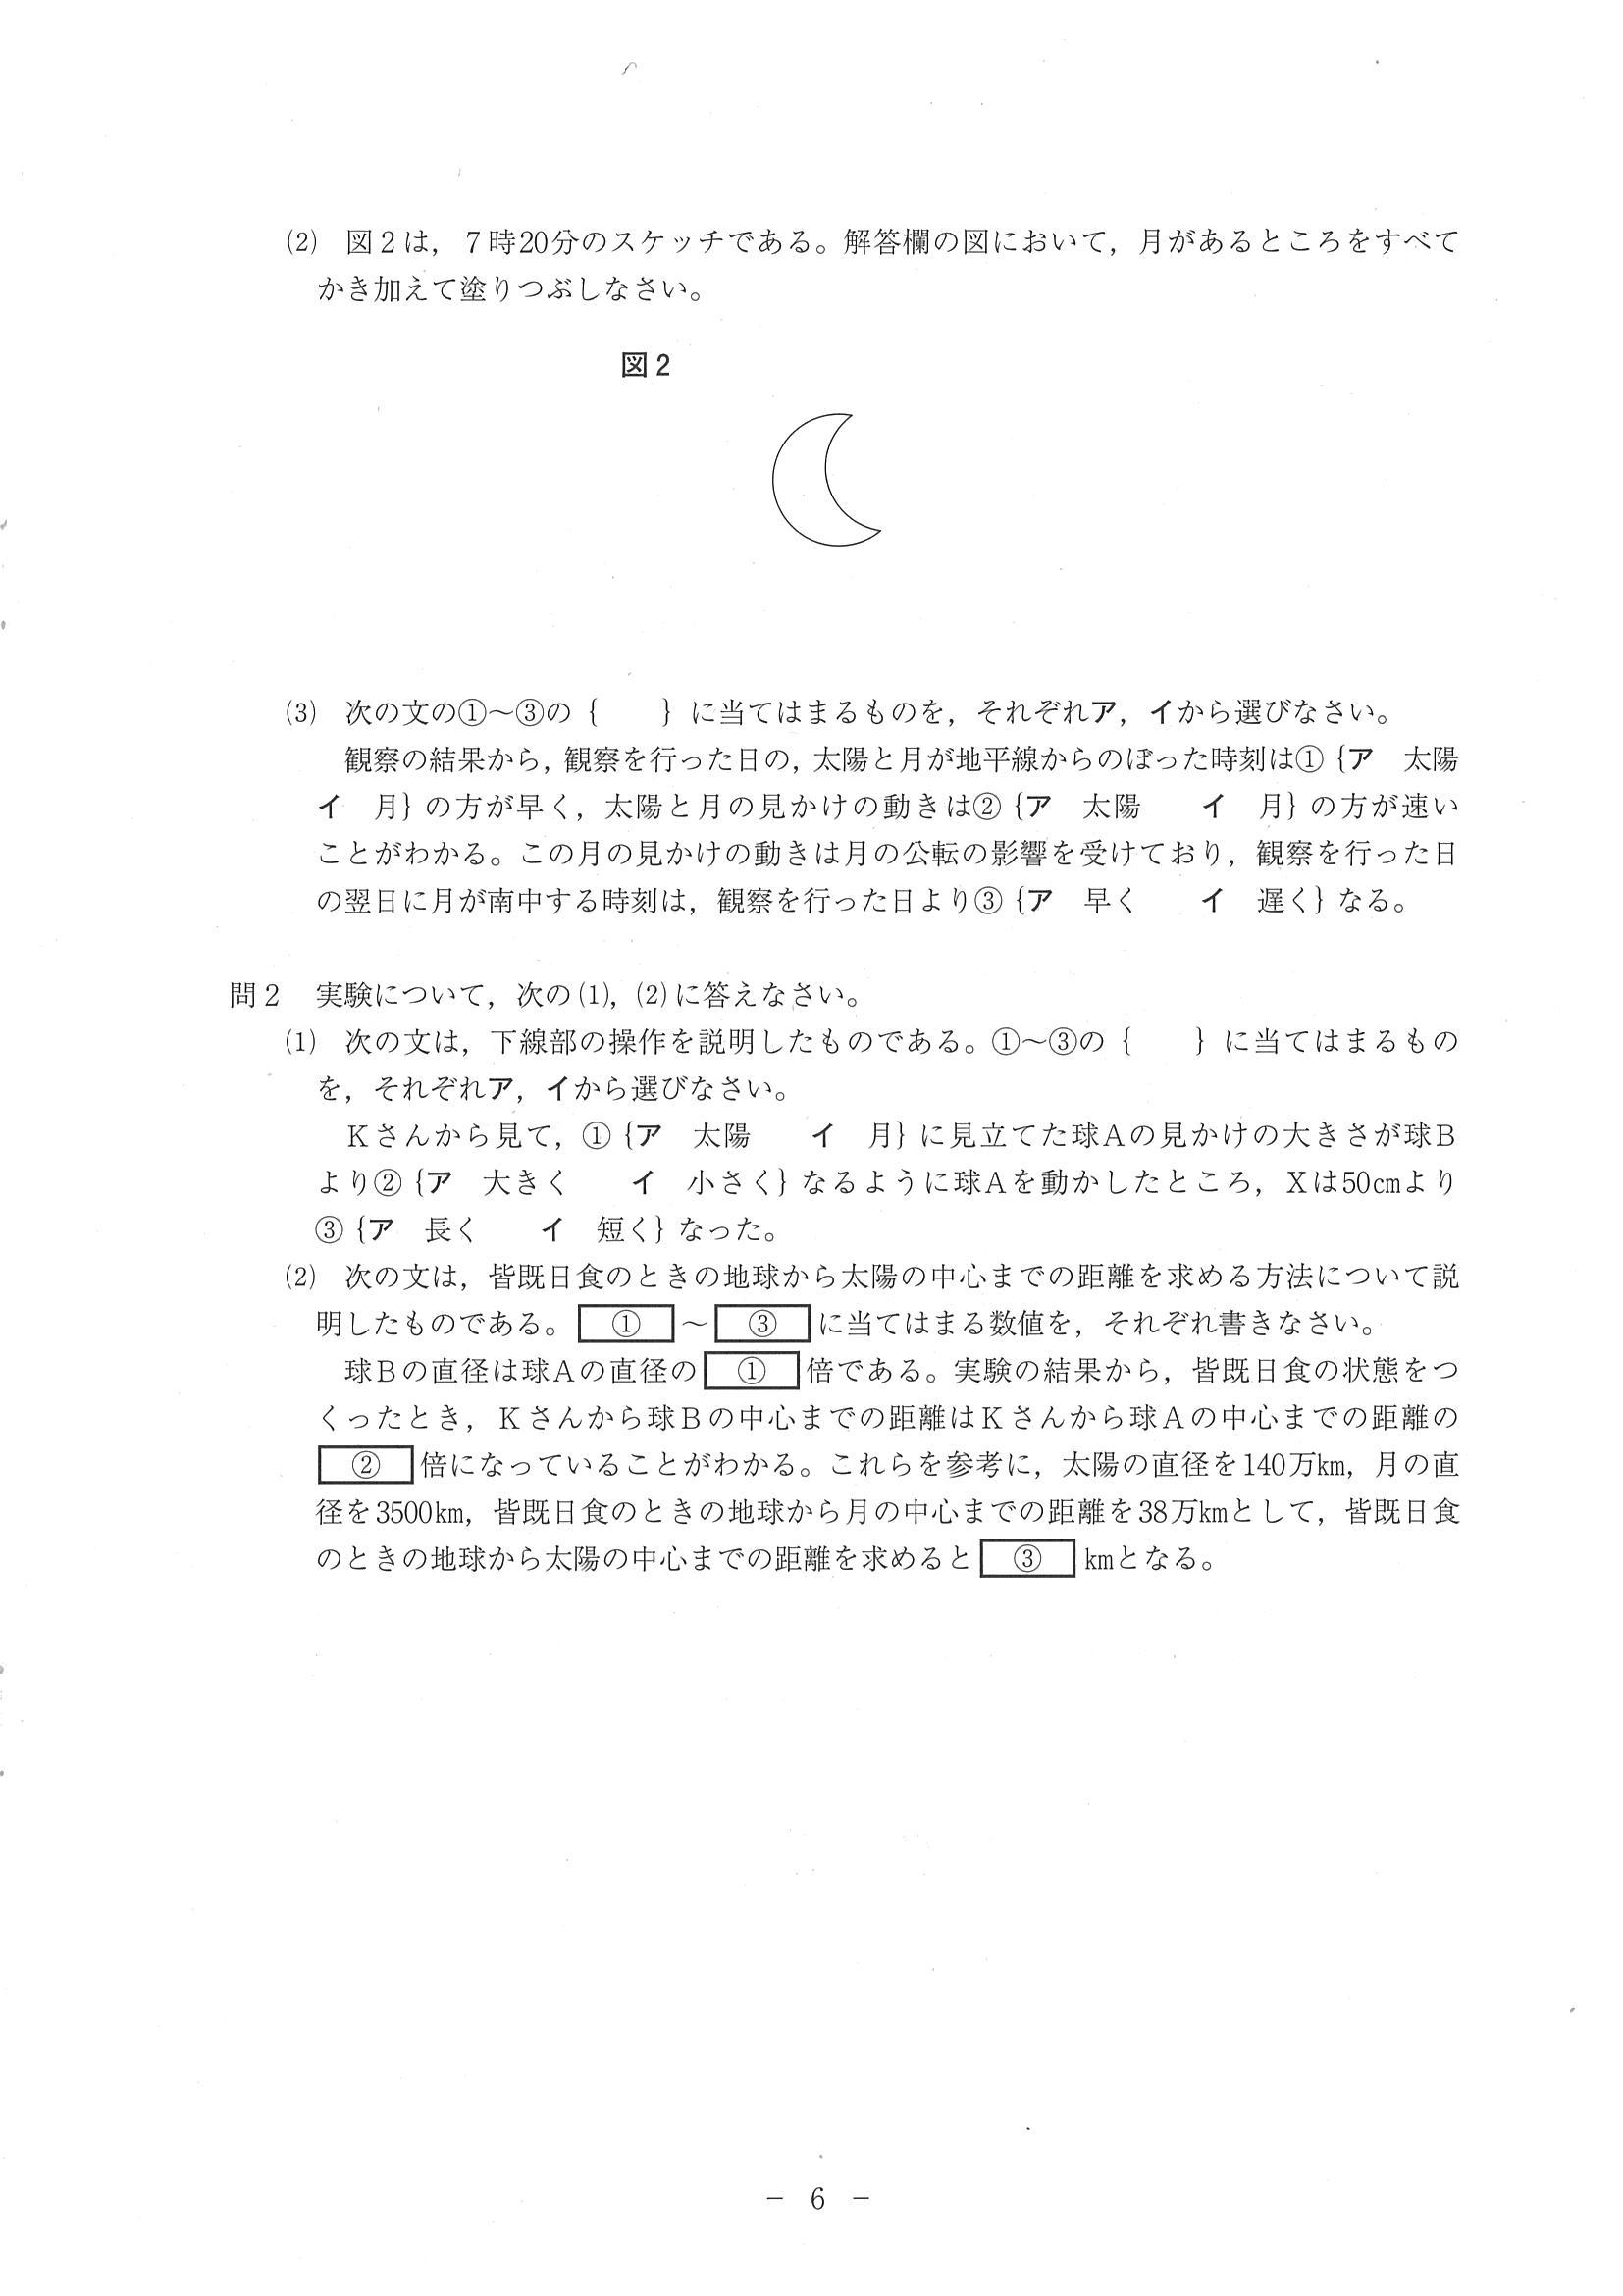 (2) 図2は，7時20分のスケッチである。解答欄の図において，月があるところをすべて
かき加えて塗りつぶしなさい。
図2
(3) 次の文の①～③の｛　　｝に当てはまるものを，それぞれア，イから選びなさい。
観察の結果から，観察を行った日の，太陽と月が地平線からのぼった時刻は①｛ア　太陽
イ　月｝の方が早く，太陽と月の見かけの動きは②｛ア　太陽　　イ　月｝の方が速い
ことがわかる。この月の見かけの動きは月の公転の影響を受けており，観察を行った日
の翌日に月が南中する時刻は，観察を行った日より③｛ア　早く　　イ　遅く｝なる。
問2　実験について，次の(1)，(2)に答えなさい。
(1) 次の文は，下線部の操作を説明したものである。①～③の｛　　｝に当てはまるもの
を，それぞれア，イから選びなさい。
Kさんから見て，①｛ア　太陽　　イ　月｝に見立てた球Aの見かけの大きさが球B
より②｛ア　大きく　　イ　小さく｝なるように球Aを動かしたところ，Xは50cmより
③｛ア　長く　　イ　短く｝なった。
(2) 次の文は，皆既日食のときの地球から太陽の中心までの距離を求める方法について説
明したものである。①～③に当てはまる数値を，それぞれ書きなさい。
球Bの直径は球Aの直径の①倍である。実験の結果から，皆既日食の状態をつ
くったとき，Kさんから球Bの中心までの距離はKさんから球Aの中心までの距離の
②倍になっていることがわかる。これらを参考に，太陽の直径を140万km，月の直
径を3500km，皆既日食のときの地球から月の中心までの距離を38万kmとして，皆既日食
のときの地球から太陽の中心までの距離を求めると③kmとなる。
－ 6 －